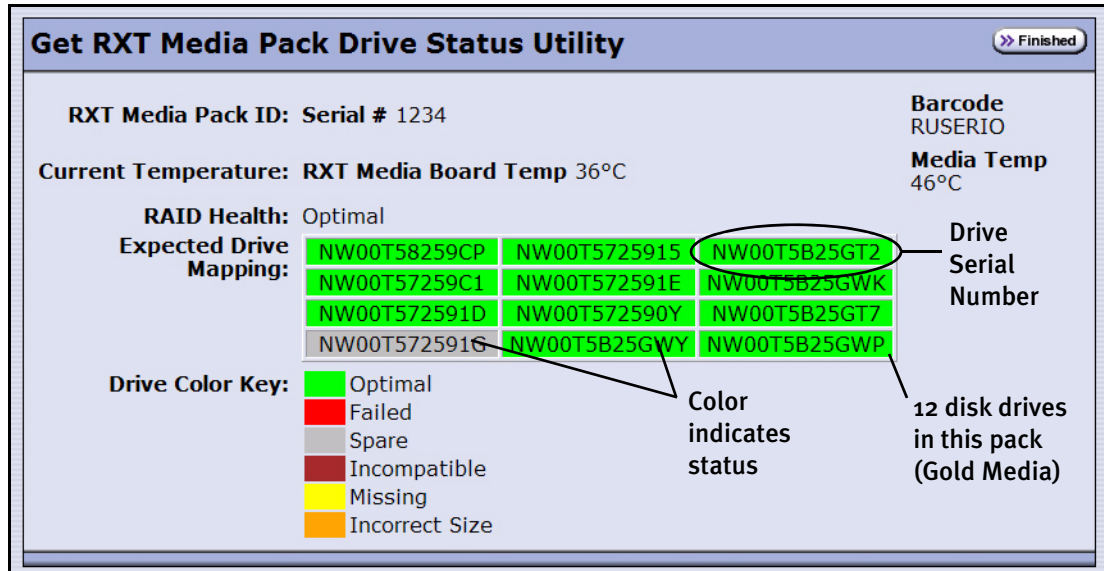 Get RXT Media Pack Drive Status Utility
Finished
RXT Media Pack ID: Serial # 1234
Barcode
RUSERIO
Current Temperature: RXT Media Board Temp 36°C
Media Temp
46°C
RAID Health: Optimal
Expected Drive Mapping:
NW00T58259CP NW00T5725915 NW00T5B25GT2
NW00T57259C1 NW00T572591E NW00T5B25GWK
NW00T572591D NW00T572590Y NW00T5B25GT7
NW00T572591G NW00T5B25GWY NW00T5B25GWP
Drive
Serial
Number
Drive Color Key:
Optimal
Failed
Spare
Incompatible
Missing
Incorrect Size
Color
indicates
status
12 disk drives
in this pack
(Gold Media)